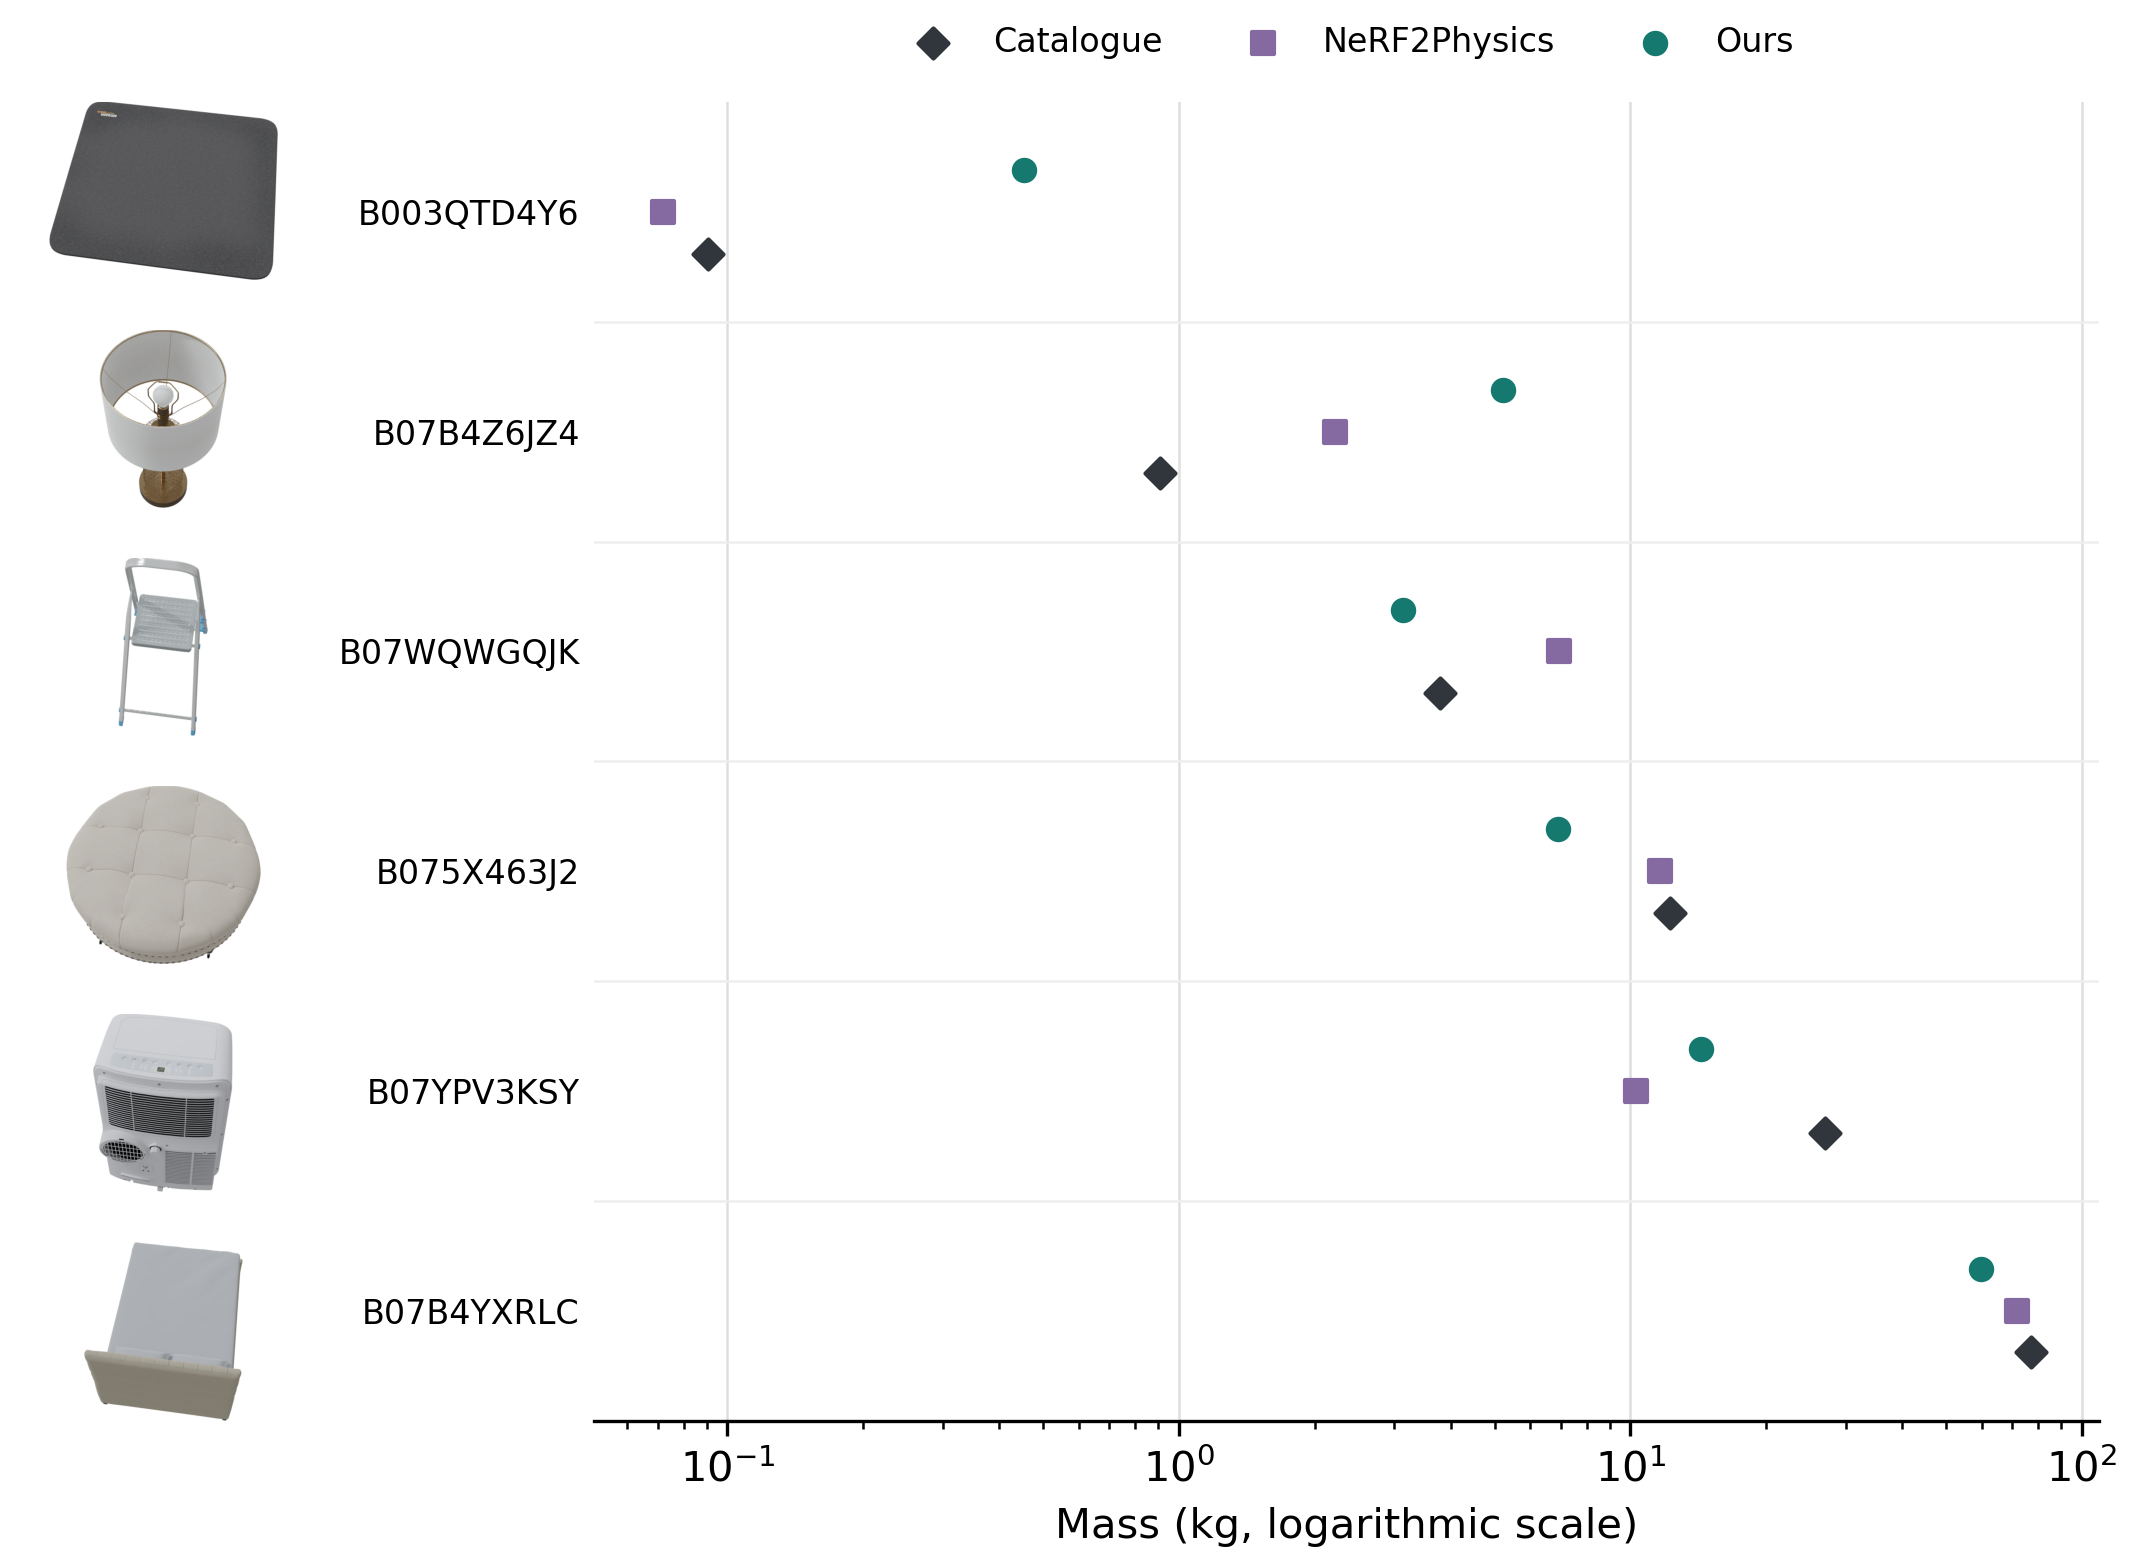 Catalogue NeRF2Physics Ours
B003QTD4Y6
B07B4Z6JZ4
B07WQWGQJK
B075X463J2
B07YPV3KSY
B07B4YXRLC
10⁻¹ 10⁰ 10¹ 10²
Mass (kg, logarithmic scale)